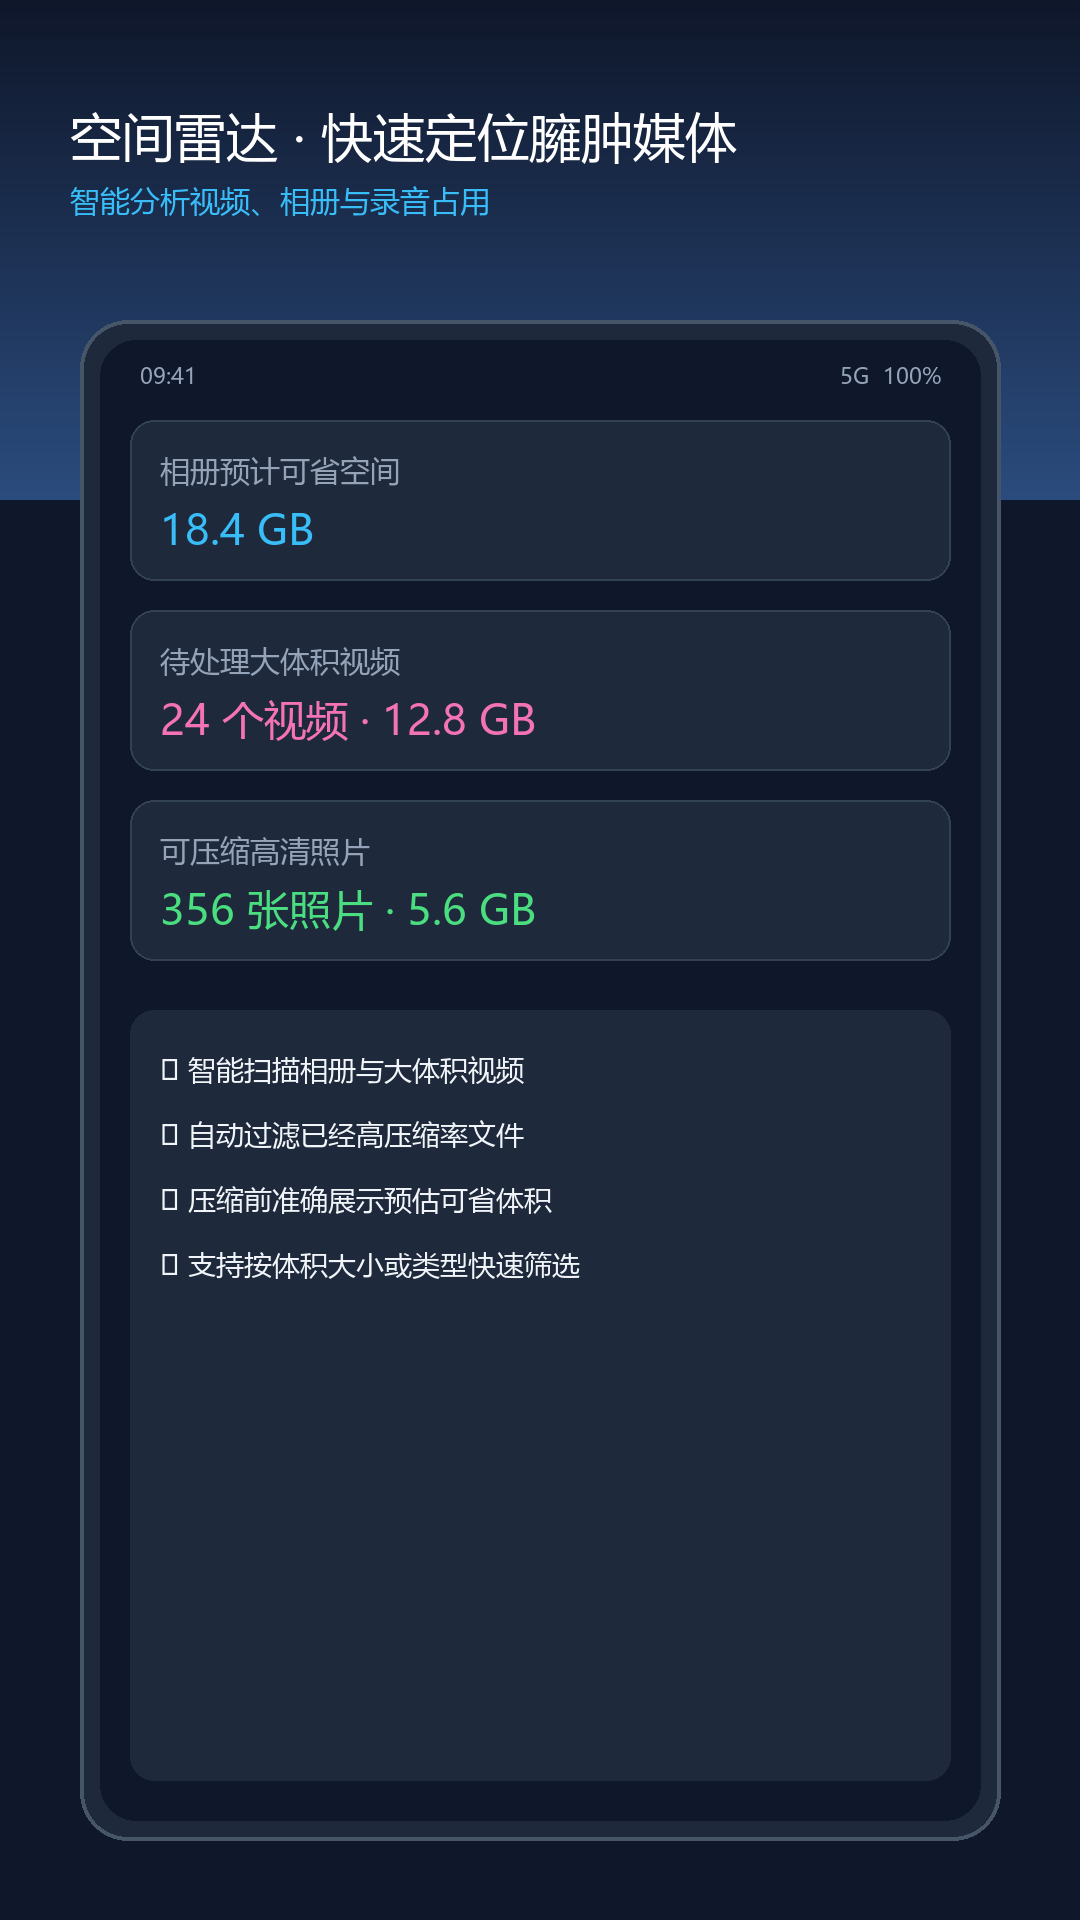 空间雷达 · 快速定位臃肿媒体
智能分析视频、相册与录音占用
09:41 5G 100%
相册预计可省空间
18.4 GB
待处理大体积视频
24 个视频 · 12.8 GB
可压缩高清照片
356 张照片 · 5.6 GB
▯ 智能扫描相册与大体积视频
▯ 自动过滤已经高压缩率文件
▯ 压缩前准确展示预估可省体积
▯ 支持按体积大小或类型快速筛选